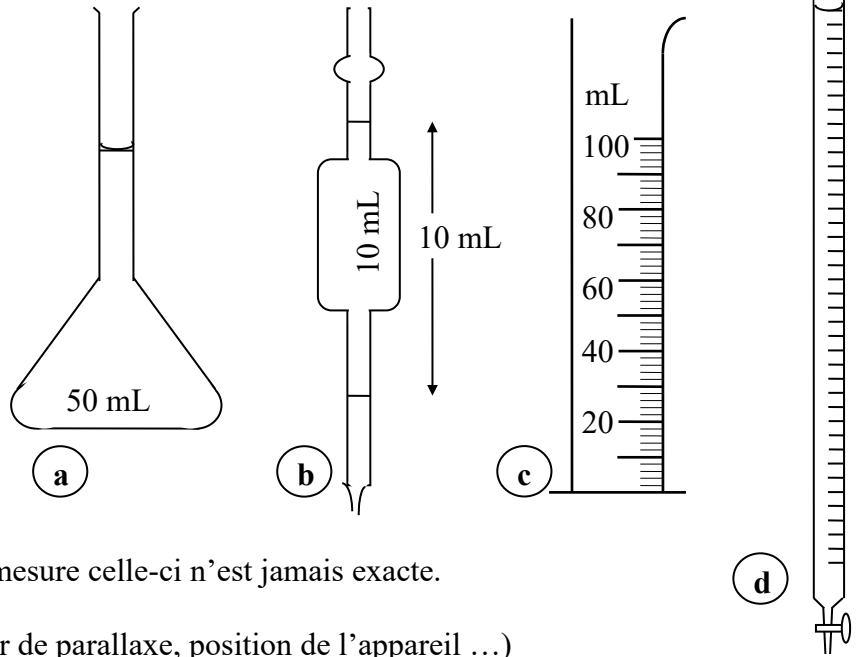 mL
100
80
60
40
20
10 mL
10 mL
50 mL
a
b
c
d
mesure celle-ci n’est jamais exacte.
r de parallaxe, position de l’appareil …)